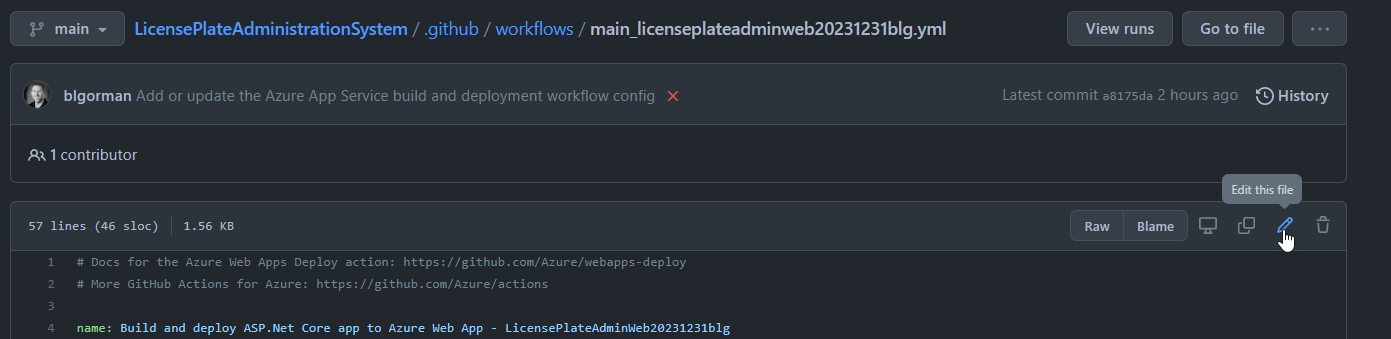 main
LicensePlateAdministrationSystem / .github / workflows / main_licenseplateadminweb20231231blg.yml
View runs
Go to file
...
blgorman Add or update the Azure App Service build and deployment workflow config
Latest commit a8175da 2 hours ago
History
1 contributor
Edit this file
57 lines (46 sloc) 1.56 KB
Raw
Blame
1 # Docs for the Azure Web Apps Deploy action: https://github.com/Azure/webapps-deploy
2 # More GitHub Actions for Azure: https://github.com/Azure/actions
3
4 name: Build and deploy ASP.Net Core app to Azure Web App - LicensePlateAdminWeb20231231blg